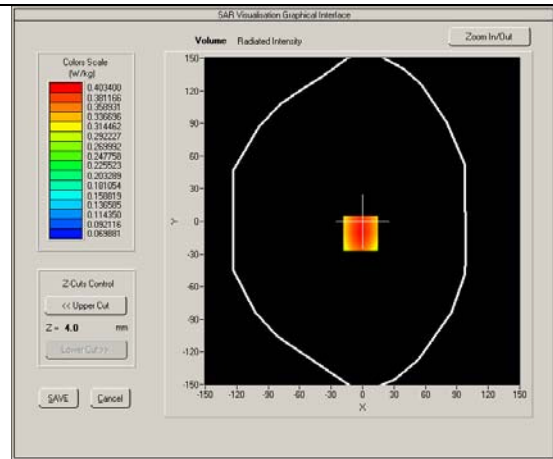 SAR Visualisation Graphical Interface
Volume Radiated Intensity
Zoom In/Out
Colors Scale
(W/kg)
0.403400
0.381166
0.358931
0.336696
0.314462
0.292227
0.269992
0.247758
0.225523
0.203289
0.181054
0.158819
0.136585
0.114350
0.092116
0.069881
Z-Cuts Control
<< Upper Cut
Z = 4.0 mm
Lower Cut >>
SAVE Cancel
150
120
90
60
30
0
-30
-60
-90
-120
-150
Y
-150 -120 -90 -60 -30 0 30 60 90 120 150
X